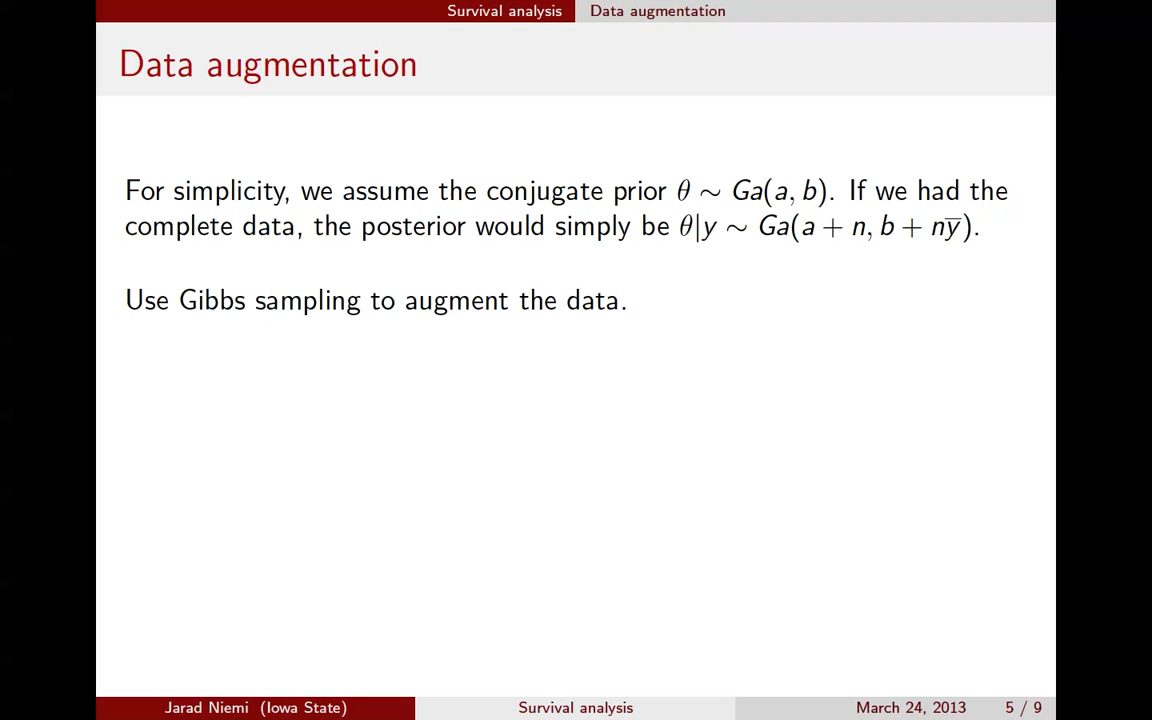 Survival analysis Data augmentation
Data augmentation
For simplicity, we assume the conjugate prior θ ∼ Ga(a, b). If we had the
complete data, the posterior would simply be θ|y ∼ Ga(a + n, b + nȳ).
Use Gibbs sampling to augment the data.
Jarad Niemi (Iowa State) Survival analysis March 24, 2013 5 / 9